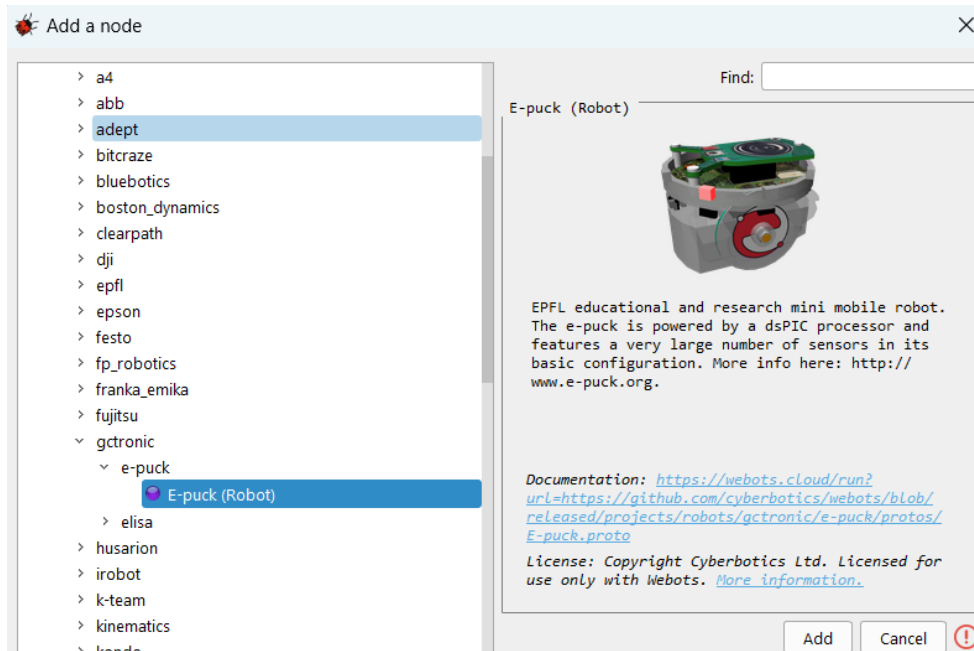 Add a node
a4
abb
adept
bitcraze
bluebotics
boston_dynamics
clearpath
dji
epfl
epson
festo
fp_robotics
franka_emika
fujitsu
gctronic
e-puck
E-puck (Robot)
elisa
husarion
irobot
k-team
kinematics
Find:
E-puck (Robot)
EPFL educational and research mini mobile robot.
The e-puck is powered by a dsPIC processor and
features a very large number of sensors in its
basic configuration. More info here: http://
www.e-puck.org.
Documentation: https://webots.cloud/run?
url=https://github.com/cyberbotics/webots/blob/
released/projects/robots/gctronic/e-puck/protos/
E-puck.proto
License: Copyright Cyberbotics Ltd. Licensed for
use only with Webots. More information.
Add
Cancel